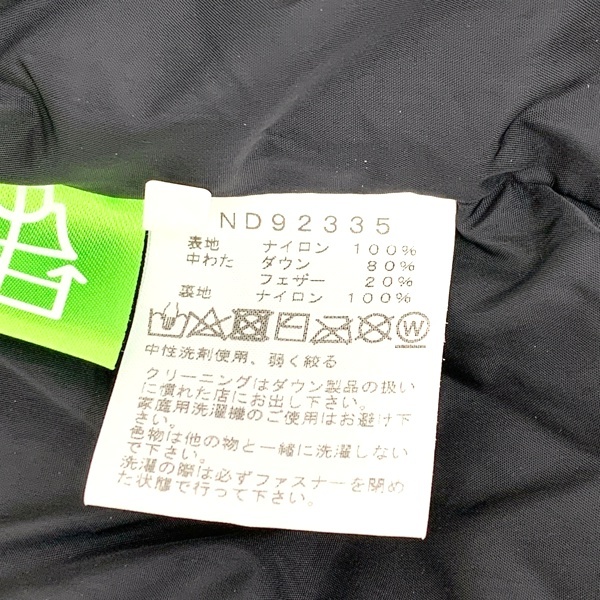 ND92335
表地 ナイロン 100%
中わた ダウン 80%
フェザー 20%
裏地 ナイロン 100%
W
中性洗剤使用、弱く絞る
クリーニングはダウン製品の扱い
に慣れた店にお出し下さい。
家庭用洗濯機のご使用はお避け下
さい。
色物は他の物と一緒に洗濯しない
で下さい。
洗濯の際は必ずファスナーを閉め
た状態で行って下さい。